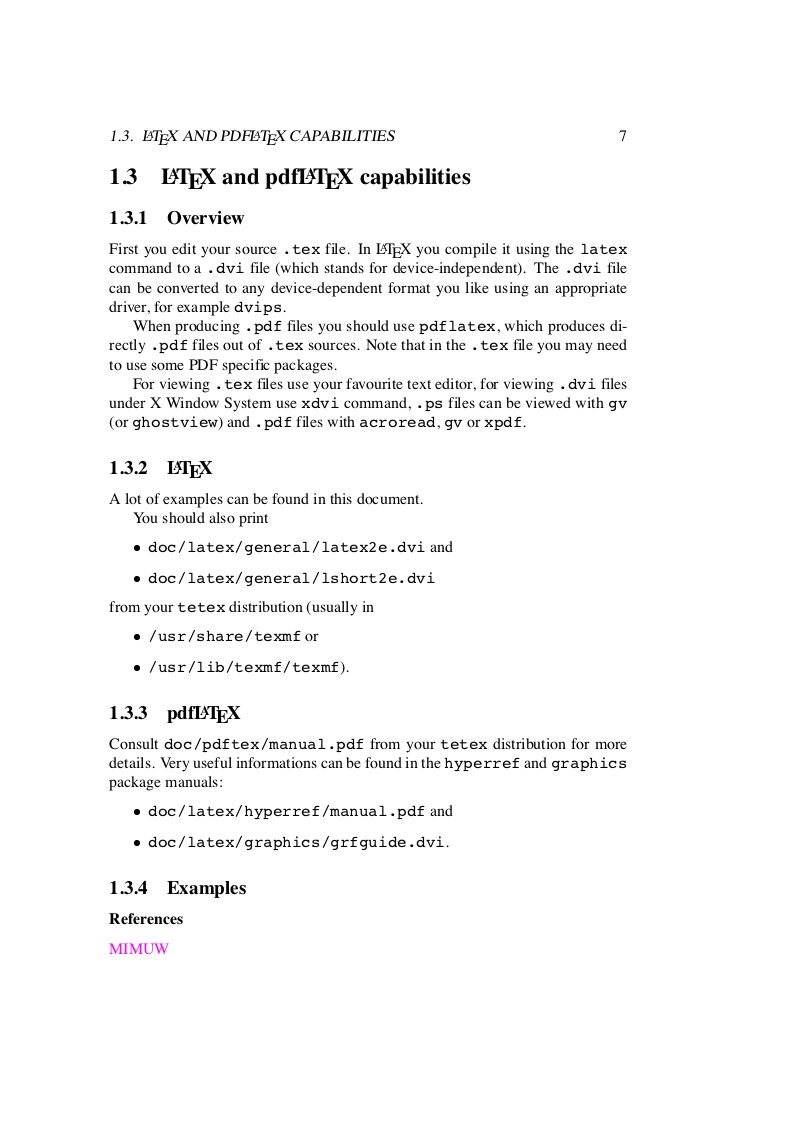 1.3. LATEX AND PDFLATEX CAPABILITIES 7
1.3 LATEX and pdfLATEX capabilities
1.3.1 Overview
First you edit your source .tex file. In LATEX you compile it using the latex
command to a .dvi file (which stands for device-independent). The .dvi file
can be converted to any device-dependent format you like using an appropriate
driver, for example dvips.
When producing .pdf files you should use pdflatex, which produces di-
rectly .pdf files out of .tex sources. Note that in the .tex file you may need
to use some PDF specific packages.
For viewing .tex files use your favourite text editor, for viewing .dvi files
under X Window System use xdvi command, .ps files can be viewed with gv
(or ghostview) and .pdf files with acroread, gv or xpdf.
1.3.2 LATEX
A lot of examples can be found in this document.
You should also print
• doc/latex/general/latex2e.dvi and
• doc/latex/general/lshort2e.dvi
from your tetex distribution (usually in
• /usr/share/texmf or
• /usr/lib/texmf/texmf).
1.3.3 pdfLATEX
Consult doc/pdftex/manual.pdf from your tetex distribution for more
details. Very useful informations can be found in the hyperref and graphics
package manuals:
• doc/latex/hyperref/manual.pdf and
• doc/latex/graphics/grfguide.dvi.
1.3.4 Examples
References
MIMUW